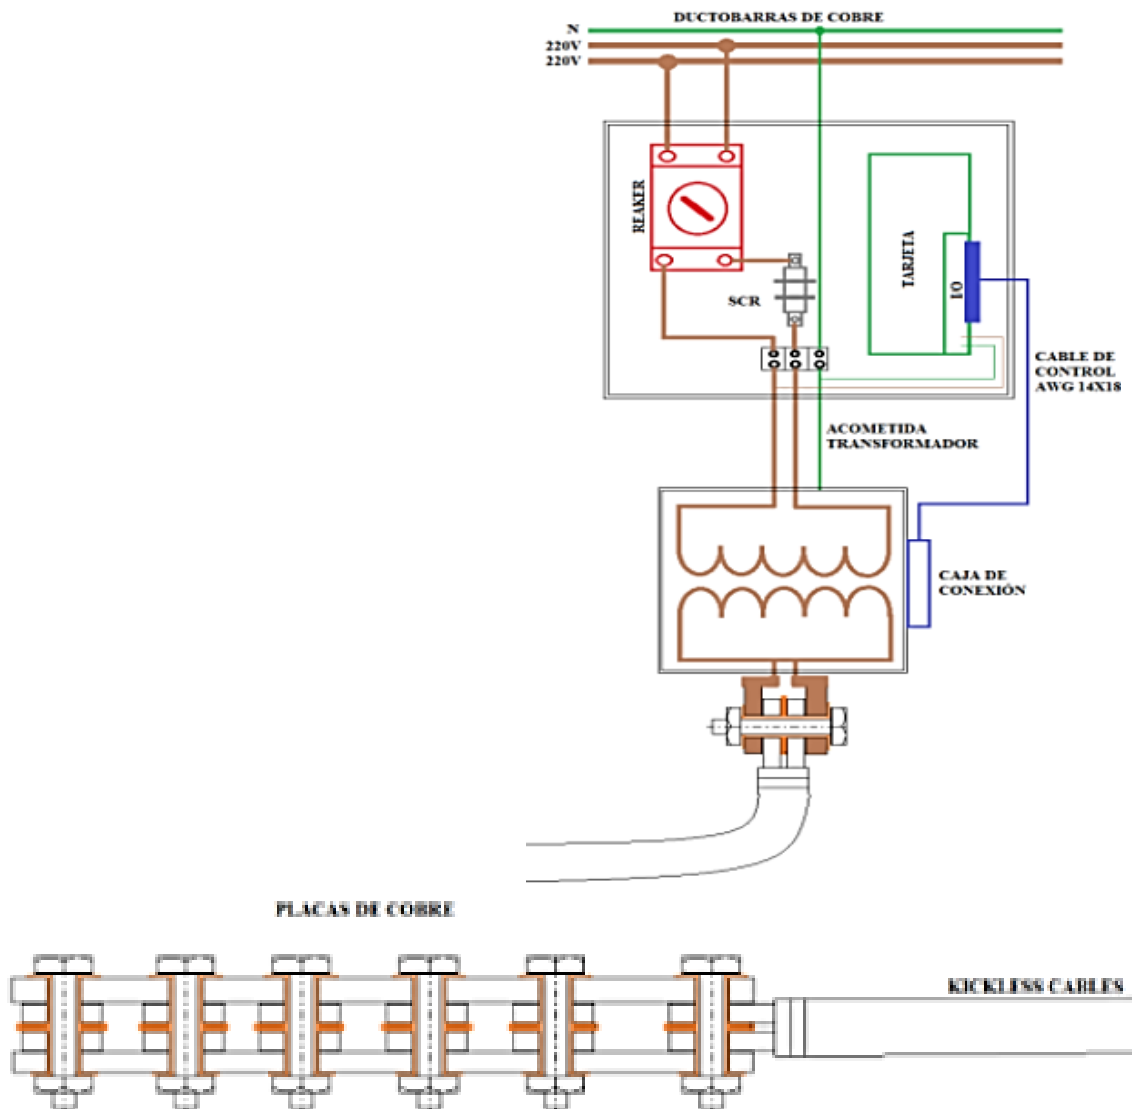 DUCTOBARRAS DE COBRE
N
220V
220V
REAKER
TARJETA
I/O
SCR
CABLE DE
CONTROL
AWG 14X18
ACOMETIDA
TRANSFORMADOR
CAJA DE
CONEXIÓN
PLACAS DE COBRE
KICKLESS CABLES